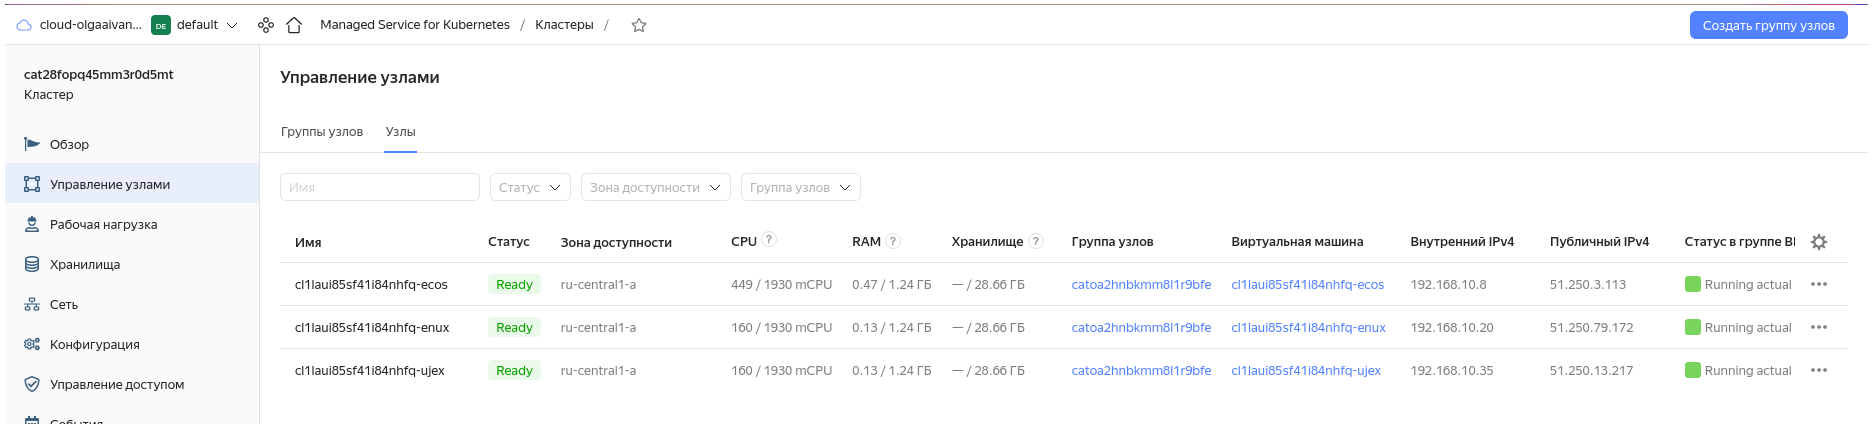 cloud-olgaaivan... DE default Managed Service for Kubernetes / Кластеры / Создать группу узлов
cat28fopq45mm3r0d5mt
Кластер
Обзор
Управление узлами
Рабочая нагрузка
Хранилища
Сеть
Конфигурация
Управление доступом
События
Управление узлами
Группы узлов Узлы
Имя Статус Зона доступности Группа узлов
Имя Статус Зона доступности CPU ? RAM ? Хранилище ? Группа узлов Виртуальная машина Внутренний IPv4 Публичный IPv4 Статус в группе
cl1laui85sf41i84nhfq-ecos Ready ru-central1-a 449 / 1930 mCPU 0.47 / 1.24 ГБ — / 28.66 ГБ catoa2hnbkmm8l1r9bfe cl1laui85sf41i84nhfq-ecos 192.168.10.8 51.250.3.113 Running actual
cl1laui85sf41i84nhfq-enux Ready ru-central1-a 160 / 1930 mCPU 0.13 / 1.24 ГБ — / 28.66 ГБ catoa2hnbkmm8l1r9bfe cl1laui85sf41i84nhfq-enux 192.168.10.20 51.250.79.172 Running actual
cl1laui85sf41i84nhfq-ujex Ready ru-central1-a 160 / 1930 mCPU 0.13 / 1.24 ГБ — / 28.66 ГБ catoa2hnbkmm8l1r9bfe cl1laui85sf41i84nhfq-ujex 192.168.10.35 51.250.13.217 Running actual